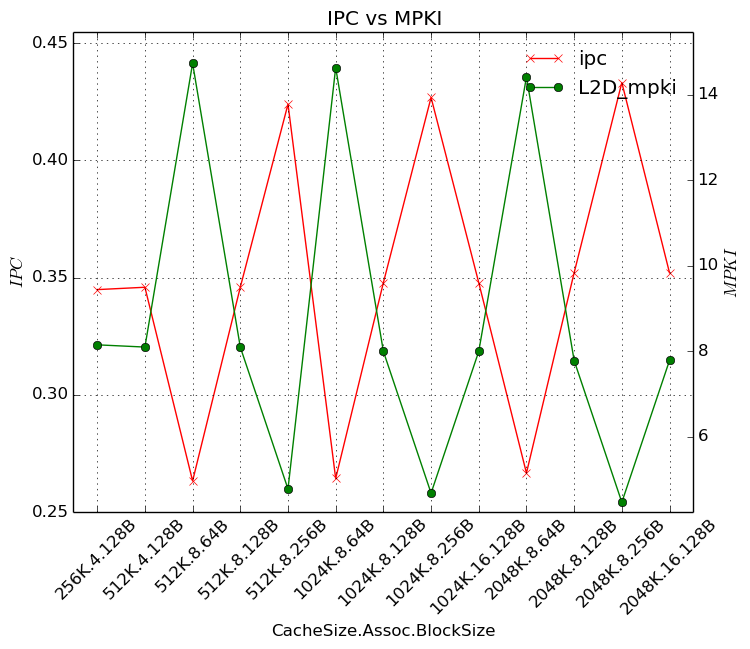 IPC vs MPKI
ipc
L2D_mpki
0.45
0.40
0.35
0.30
0.25
IPC
14
12
10
8
6
MPKI
256K.4.128B
512K.4.128B
512K.8.64B
512K.8.128B
512K.8.256B
1024K.8.64B
1024K.8.128B
1024K.8.256B
1024K.16.128B
2048K.8.64B
2048K.8.128B
2048K.8.256B
2048K.16.128B
CacheSize.Assoc.BlockSize